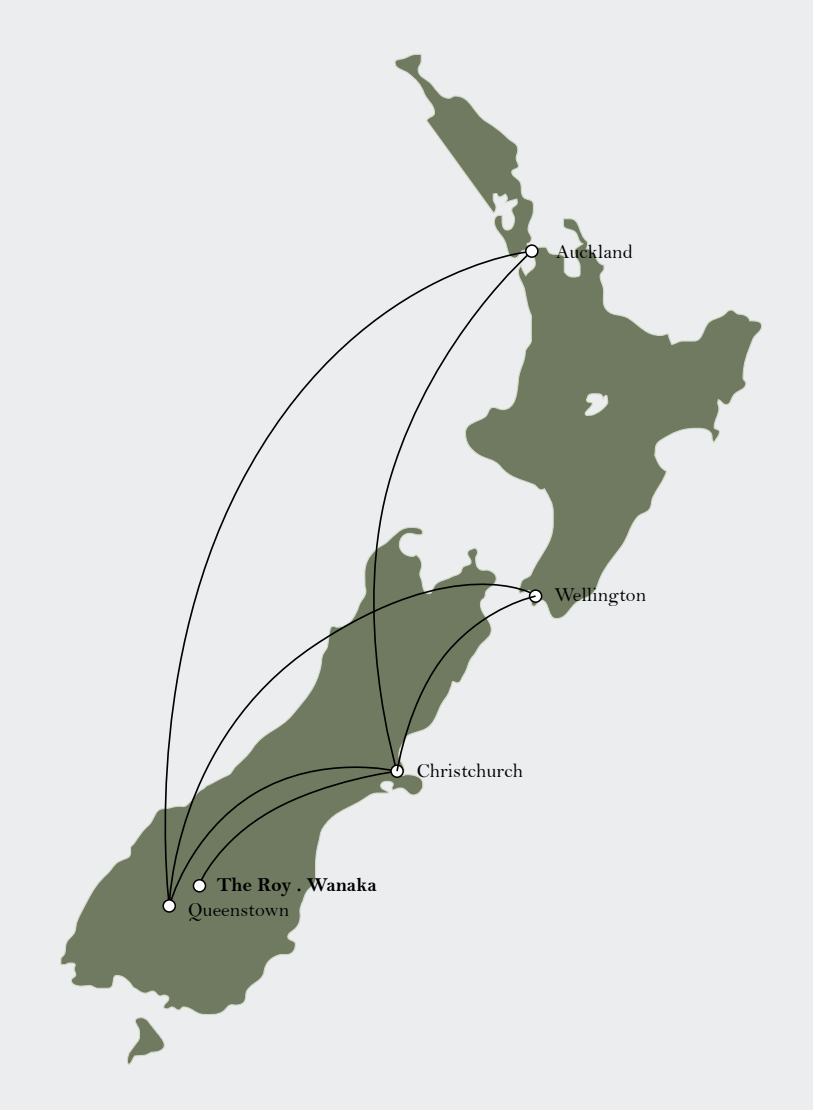 Auckland
Wellington
Christchurch
The Roy . Wanaka
Queenstown